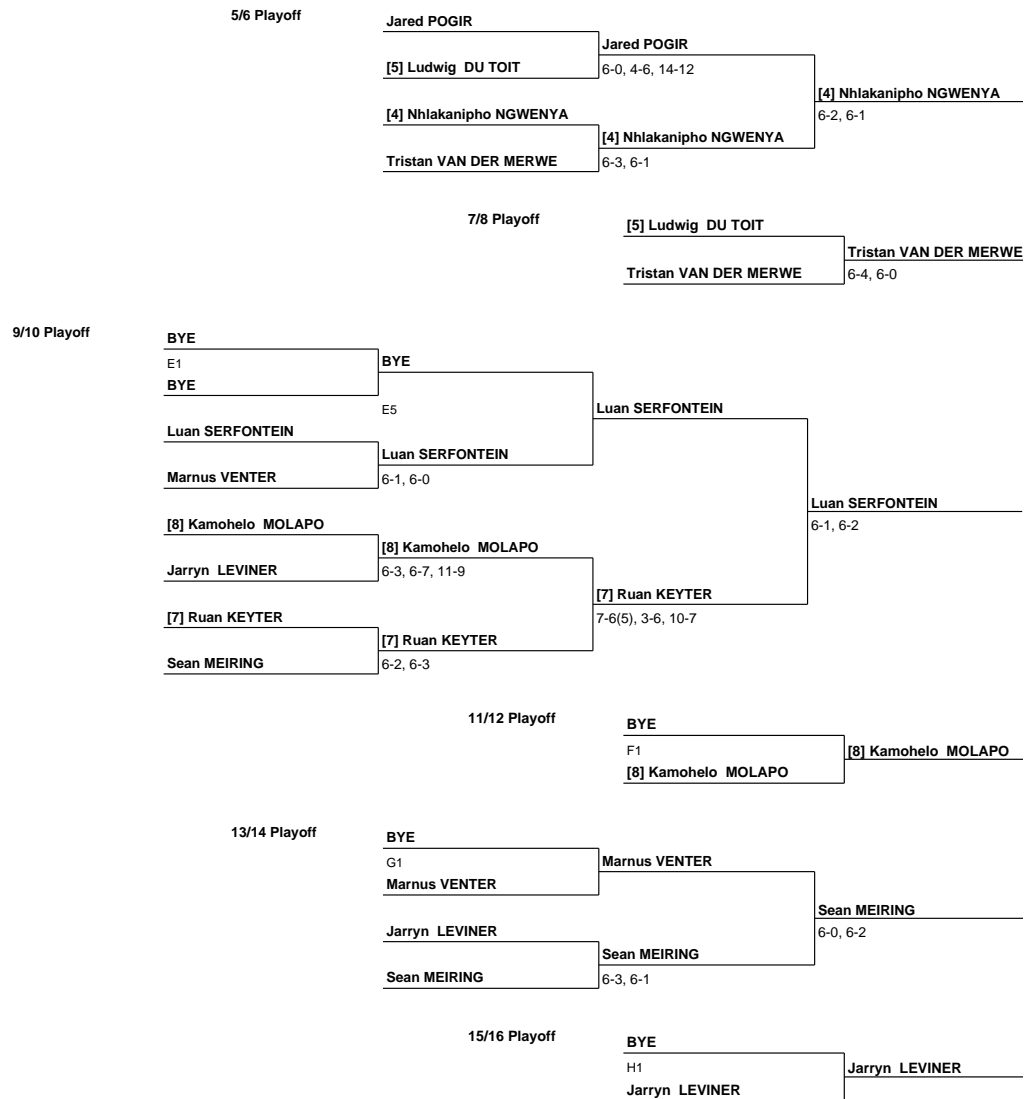 5/6 Playoff
Jared POGIR
Jared POGIR
[5] Ludwig DU TOIT
6-0, 4-6, 14-12
[4] Nhlakanipho NGWENYA
6-2, 6-1
[4] Nhlakanipho NGWENYA
[4] Nhlakanipho NGWENYA
Tristan VAN DER MERWE
6-3, 6-1
7/8 Playoff
[5] Ludwig DU TOIT
Tristan VAN DER MERWE
Tristan VAN DER MERWE
6-4, 6-0
9/10 Playoff
BYE
E1
BYE
BYE
E5
Luan SERFONTEIN
Luan SERFONTEIN
Luan SERFONTEIN
Marnus VENTER
6-1, 6-0
Luan SERFONTEIN
6-1, 6-2
[8] Kamohelo MOLAPO
[8] Kamohelo MOLAPO
Jarryn LEVINER
6-3, 6-7, 11-9
[7] Ruan KEYTER
7-6(5), 3-6, 10-7
[7] Ruan KEYTER
[7] Ruan KEYTER
Sean MEIRING
6-2, 6-3
11/12 Playoff
BYE
F1
[8] Kamohelo MOLAPO
[8] Kamohelo MOLAPO
13/14 Playoff
BYE
G1
Marnus VENTER
Marnus VENTER
Sean MEIRING
6-0, 6-2
Jarryn LEVINER
Sean MEIRING
Sean MEIRING
6-3, 6-1
15/16 Playoff
BYE
H1
Jarryn LEVINER
Jarryn LEVINER